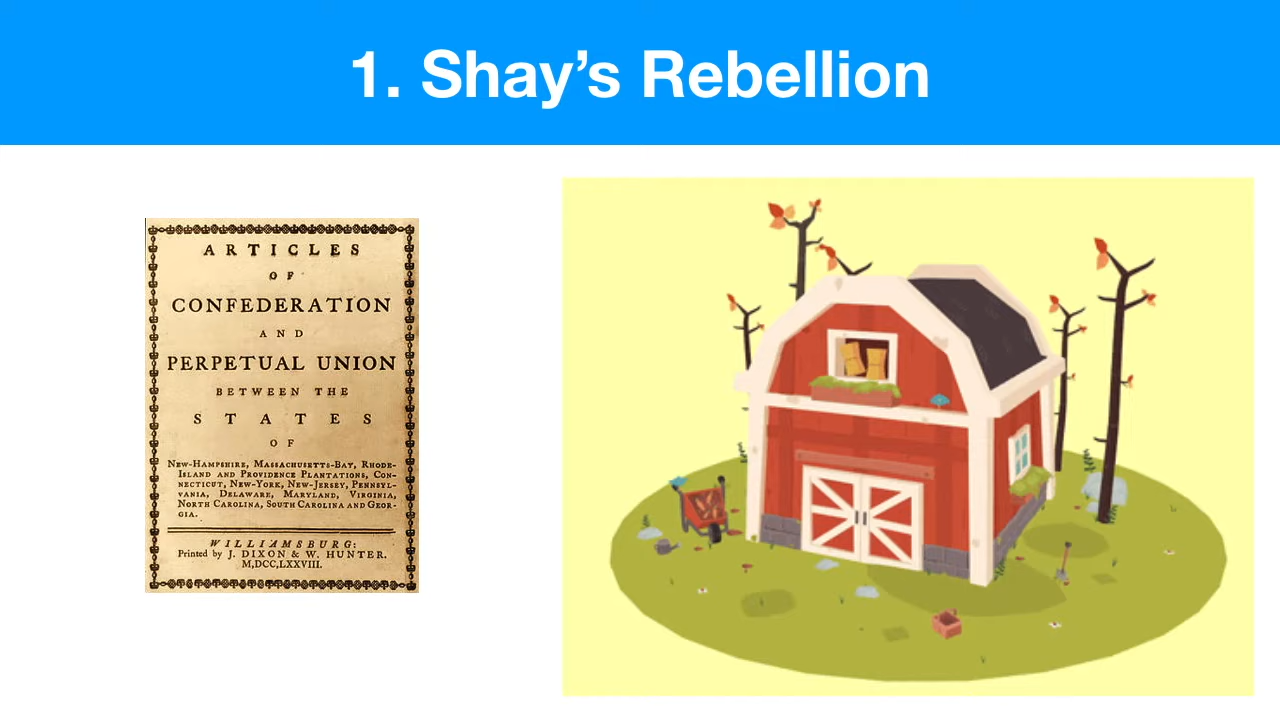 1. Shay’s Rebellion
ARTICLES
OF
CONFEDERATION
AND
PERPETUAL UNION
BETWEEN THE
STATES
OF
New-Hampshire, Massachusetts-Bay, Rhode-
Island and Providence Plantations, Con-
necticut, New-York, New-Jersey, Pennsyl-
vania, Delaware, Maryland, Virginia,
North Carolina, South Carolina and Geor-
gia.
WILLIAMSBURG:
Printed by J. DIXON & W. HUNTER.
M,DCC,LXXVIII.